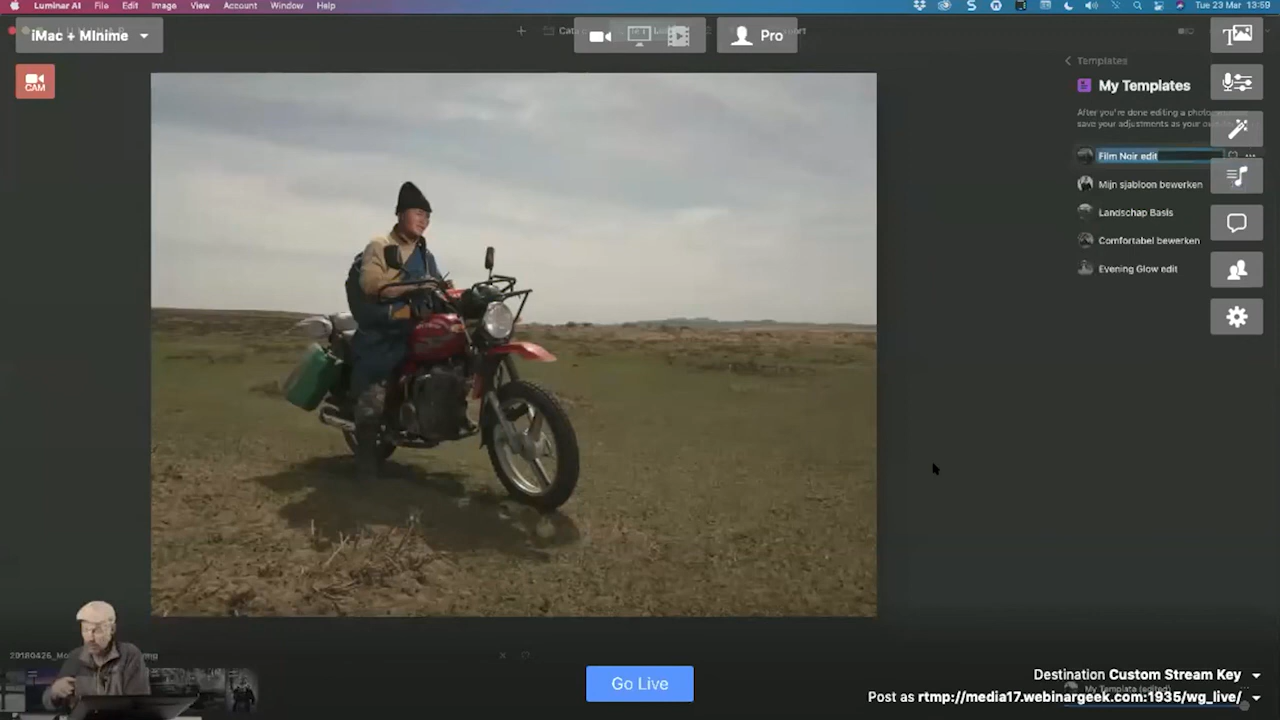 Luminar AI File Edit Image View Account Window Help
Tue 23 Mar 13:59
iMac + MInime
Pro
CAM
Templates
My Templates
After you're done editing a photo
save your adjustments as your own
Film Noir edit
Mijn sjabloon bewerken
Landschap Basis
Comfortabel bewerken
Evening Glow edit
Go Live
Destination Custom Stream Key
Post as rtmp://media17.webinargeek.com:1935/wg_live/
My Template (edited)